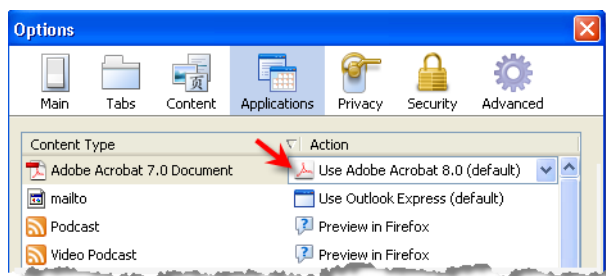 Options
Main Tabs Content Applications Privacy Security Advanced
Content Type Action
Adobe Acrobat 7.0 Document Use Adobe Acrobat 8.0 (default)
mailto Use Outlook Express (default)
Podcast Preview in Firefox
Video Podcast Preview in Firefox